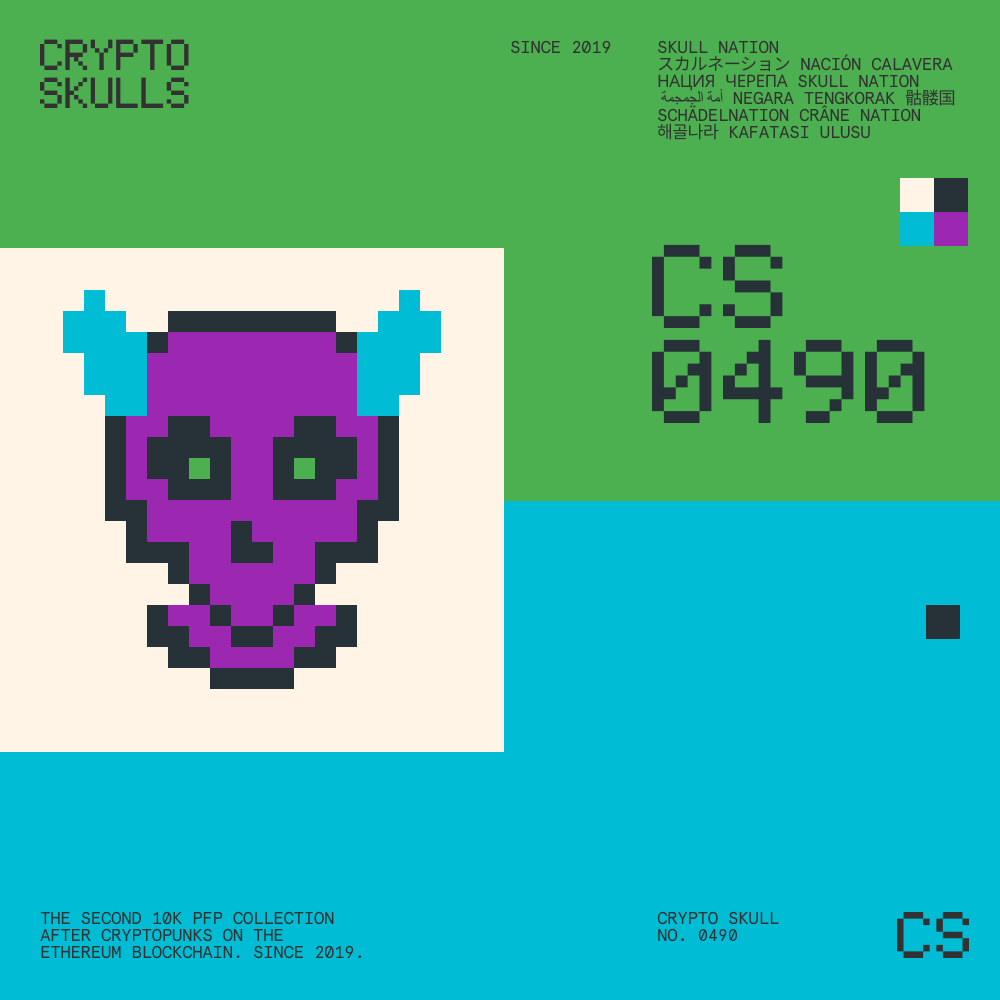 CRYPTO
SKULLS
SINCE 2019
SKULL NATION
スカルネーション NACIÓN CALAVERA
НАЦИЯ ЧЕРЕПА SKULL NATION
أمة الجمجمة NEGARA TENGKORAK 骷髅国
SCHÄDELNATION CRÂNE NATION
해골나라 KAFATASI ULUSU
CS
0490
THE SECOND 10K PFP COLLECTION
AFTER CRYPTOPUNKS ON THE
ETHEREUM BLOCKCHAIN. SINCE 2019.
CRYPTO SKULL
NO. 0490
CS